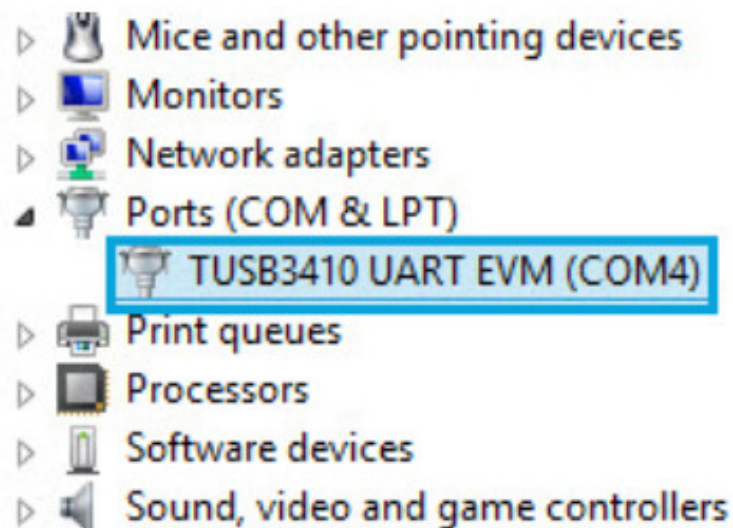 Mice and other pointing devices
Monitors
Network adapters
Ports (COM & LPT)
TUSB3410 UART EVM (COM4)
Print queues
Processors
Software devices
Sound, video and game controllers